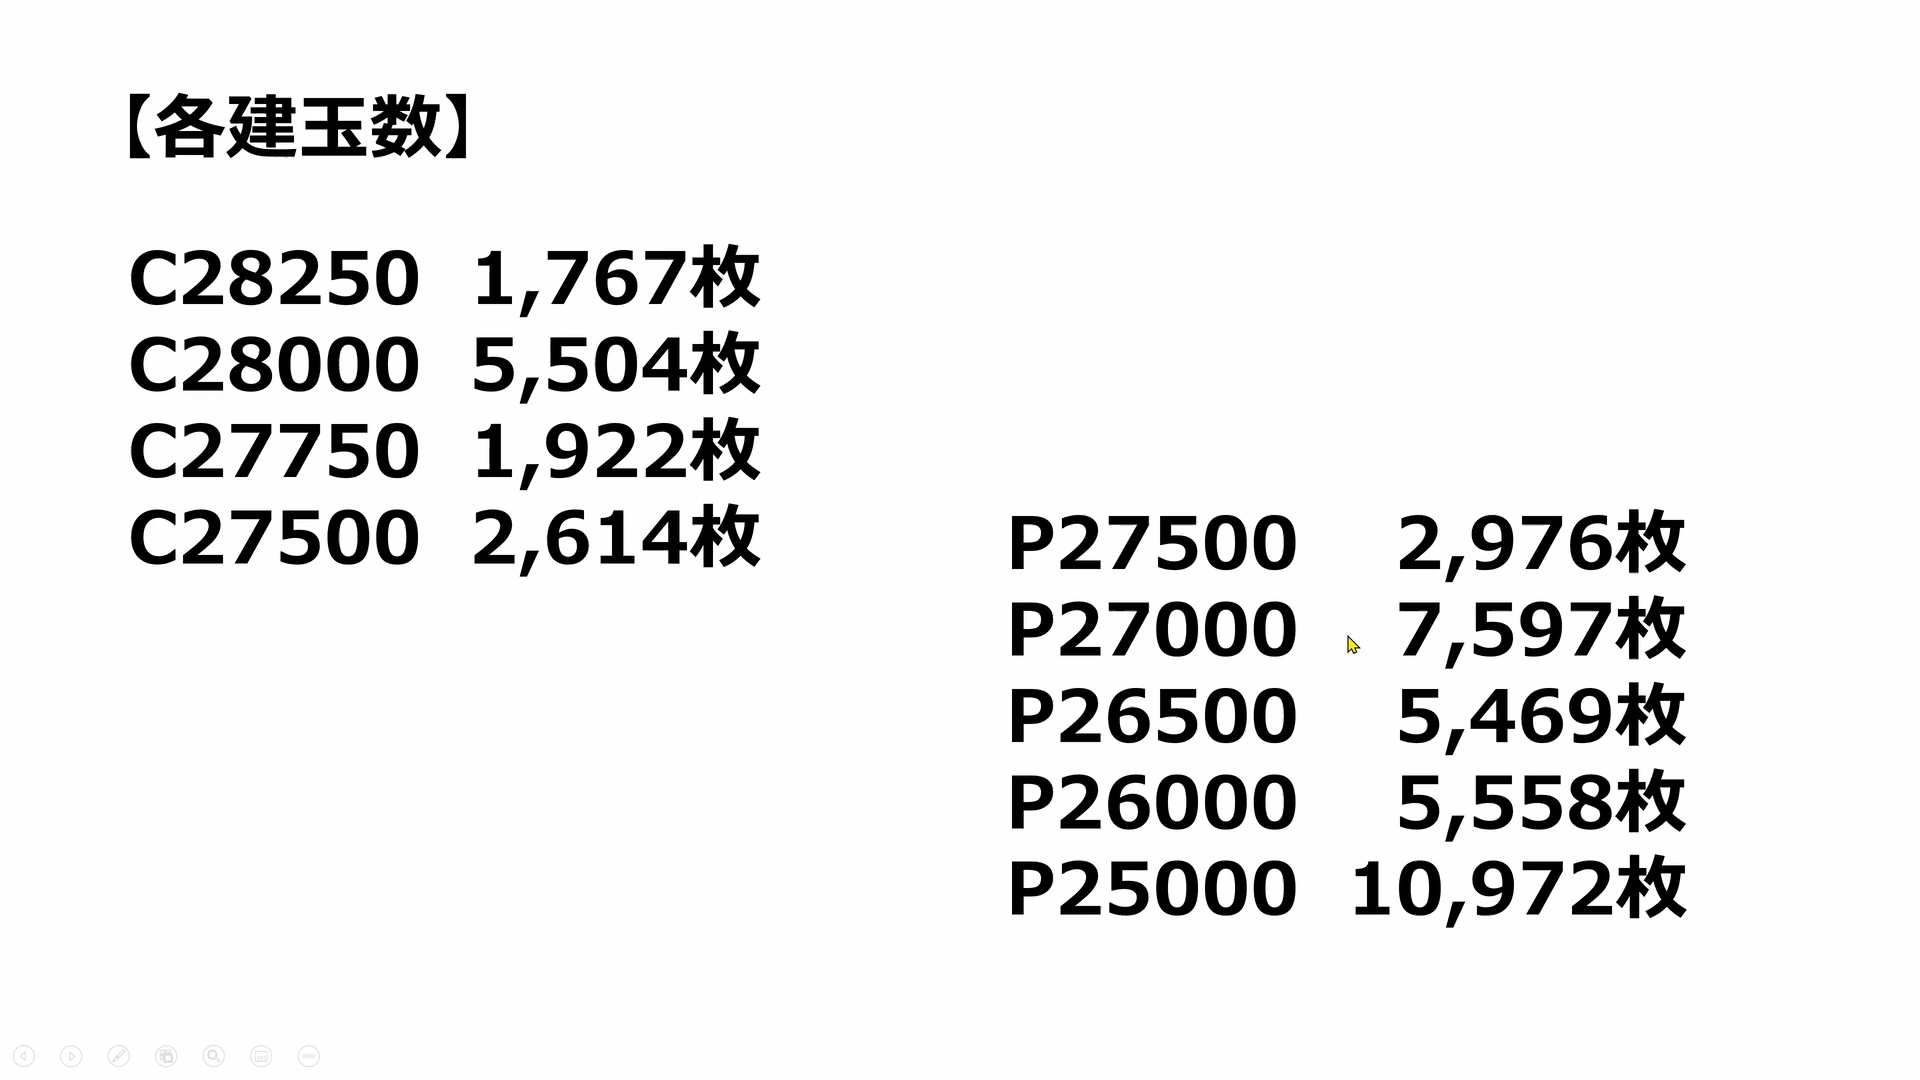 【各建玉数】
C28250 1,767枚
C28000 5,504枚
C27750 1,922枚
C27500 2,614枚
P27500 2,976枚
P27000 7,597枚
P26500 5,469枚
P26000 5,558枚
P25000 10,972枚